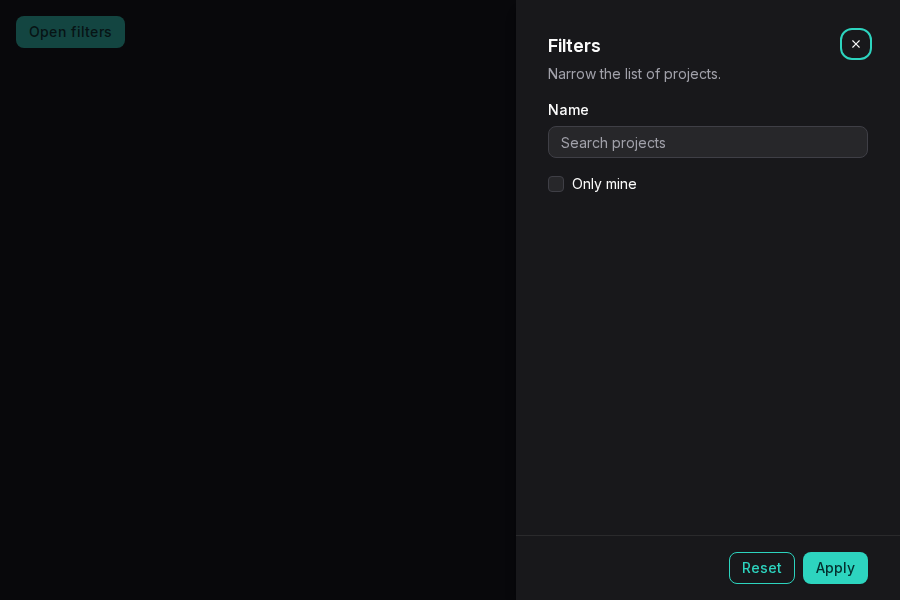 Open filters
Filters
Narrow the list of projects.
Name
Search projects
Only mine
Reset
Apply